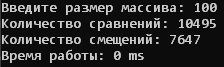 Введите размер массива: 100
Количество сравнений: 10495
Количество смещений: 7647
Время работы: 0 ms